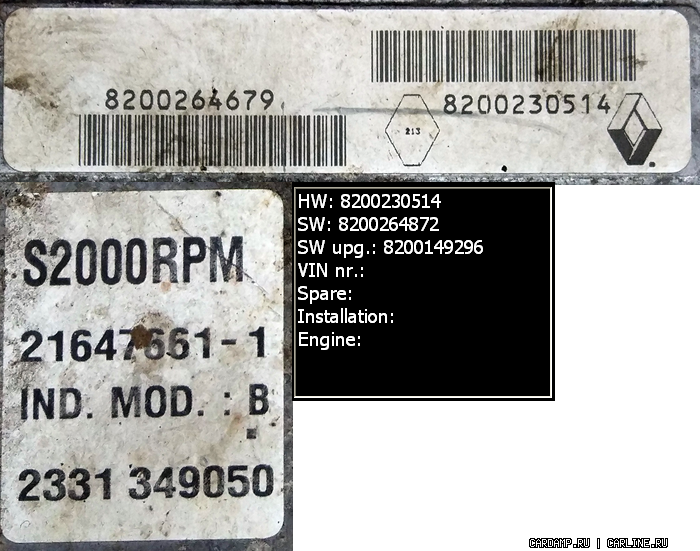 8200264679
213
8200230514
S2000RPM
21647661-1
IND. MOD. : B
2331 349050
HW: 8200230514
SW: 8200264872
SW upg.: 8200149296
VIN nr.:
Spare:
Installation:
Engine:
CARDAMP.RU | CARLINE.RU